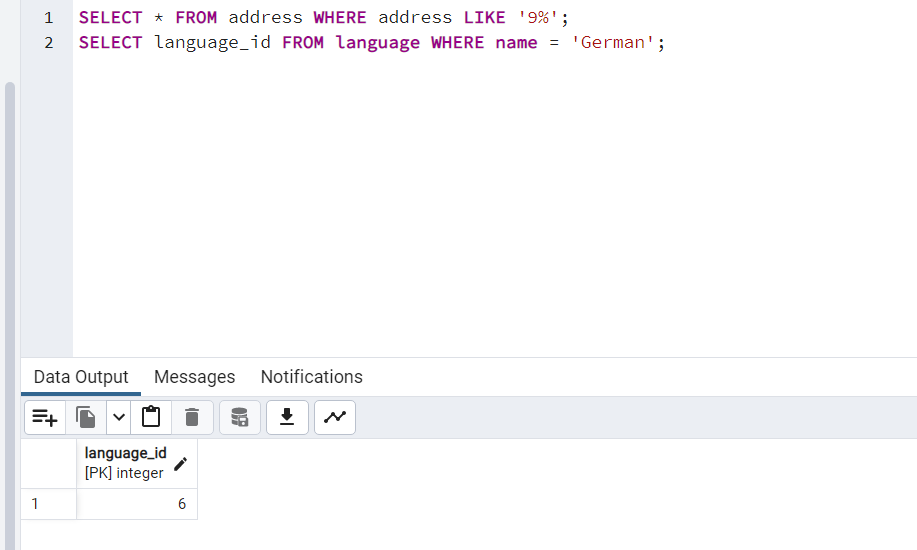 1 SELECT * FROM address WHERE address LIKE '9%';
2 SELECT language_id FROM language WHERE name = 'German';
Data Output Messages Notifications
language_id
[PK] integer
1 6